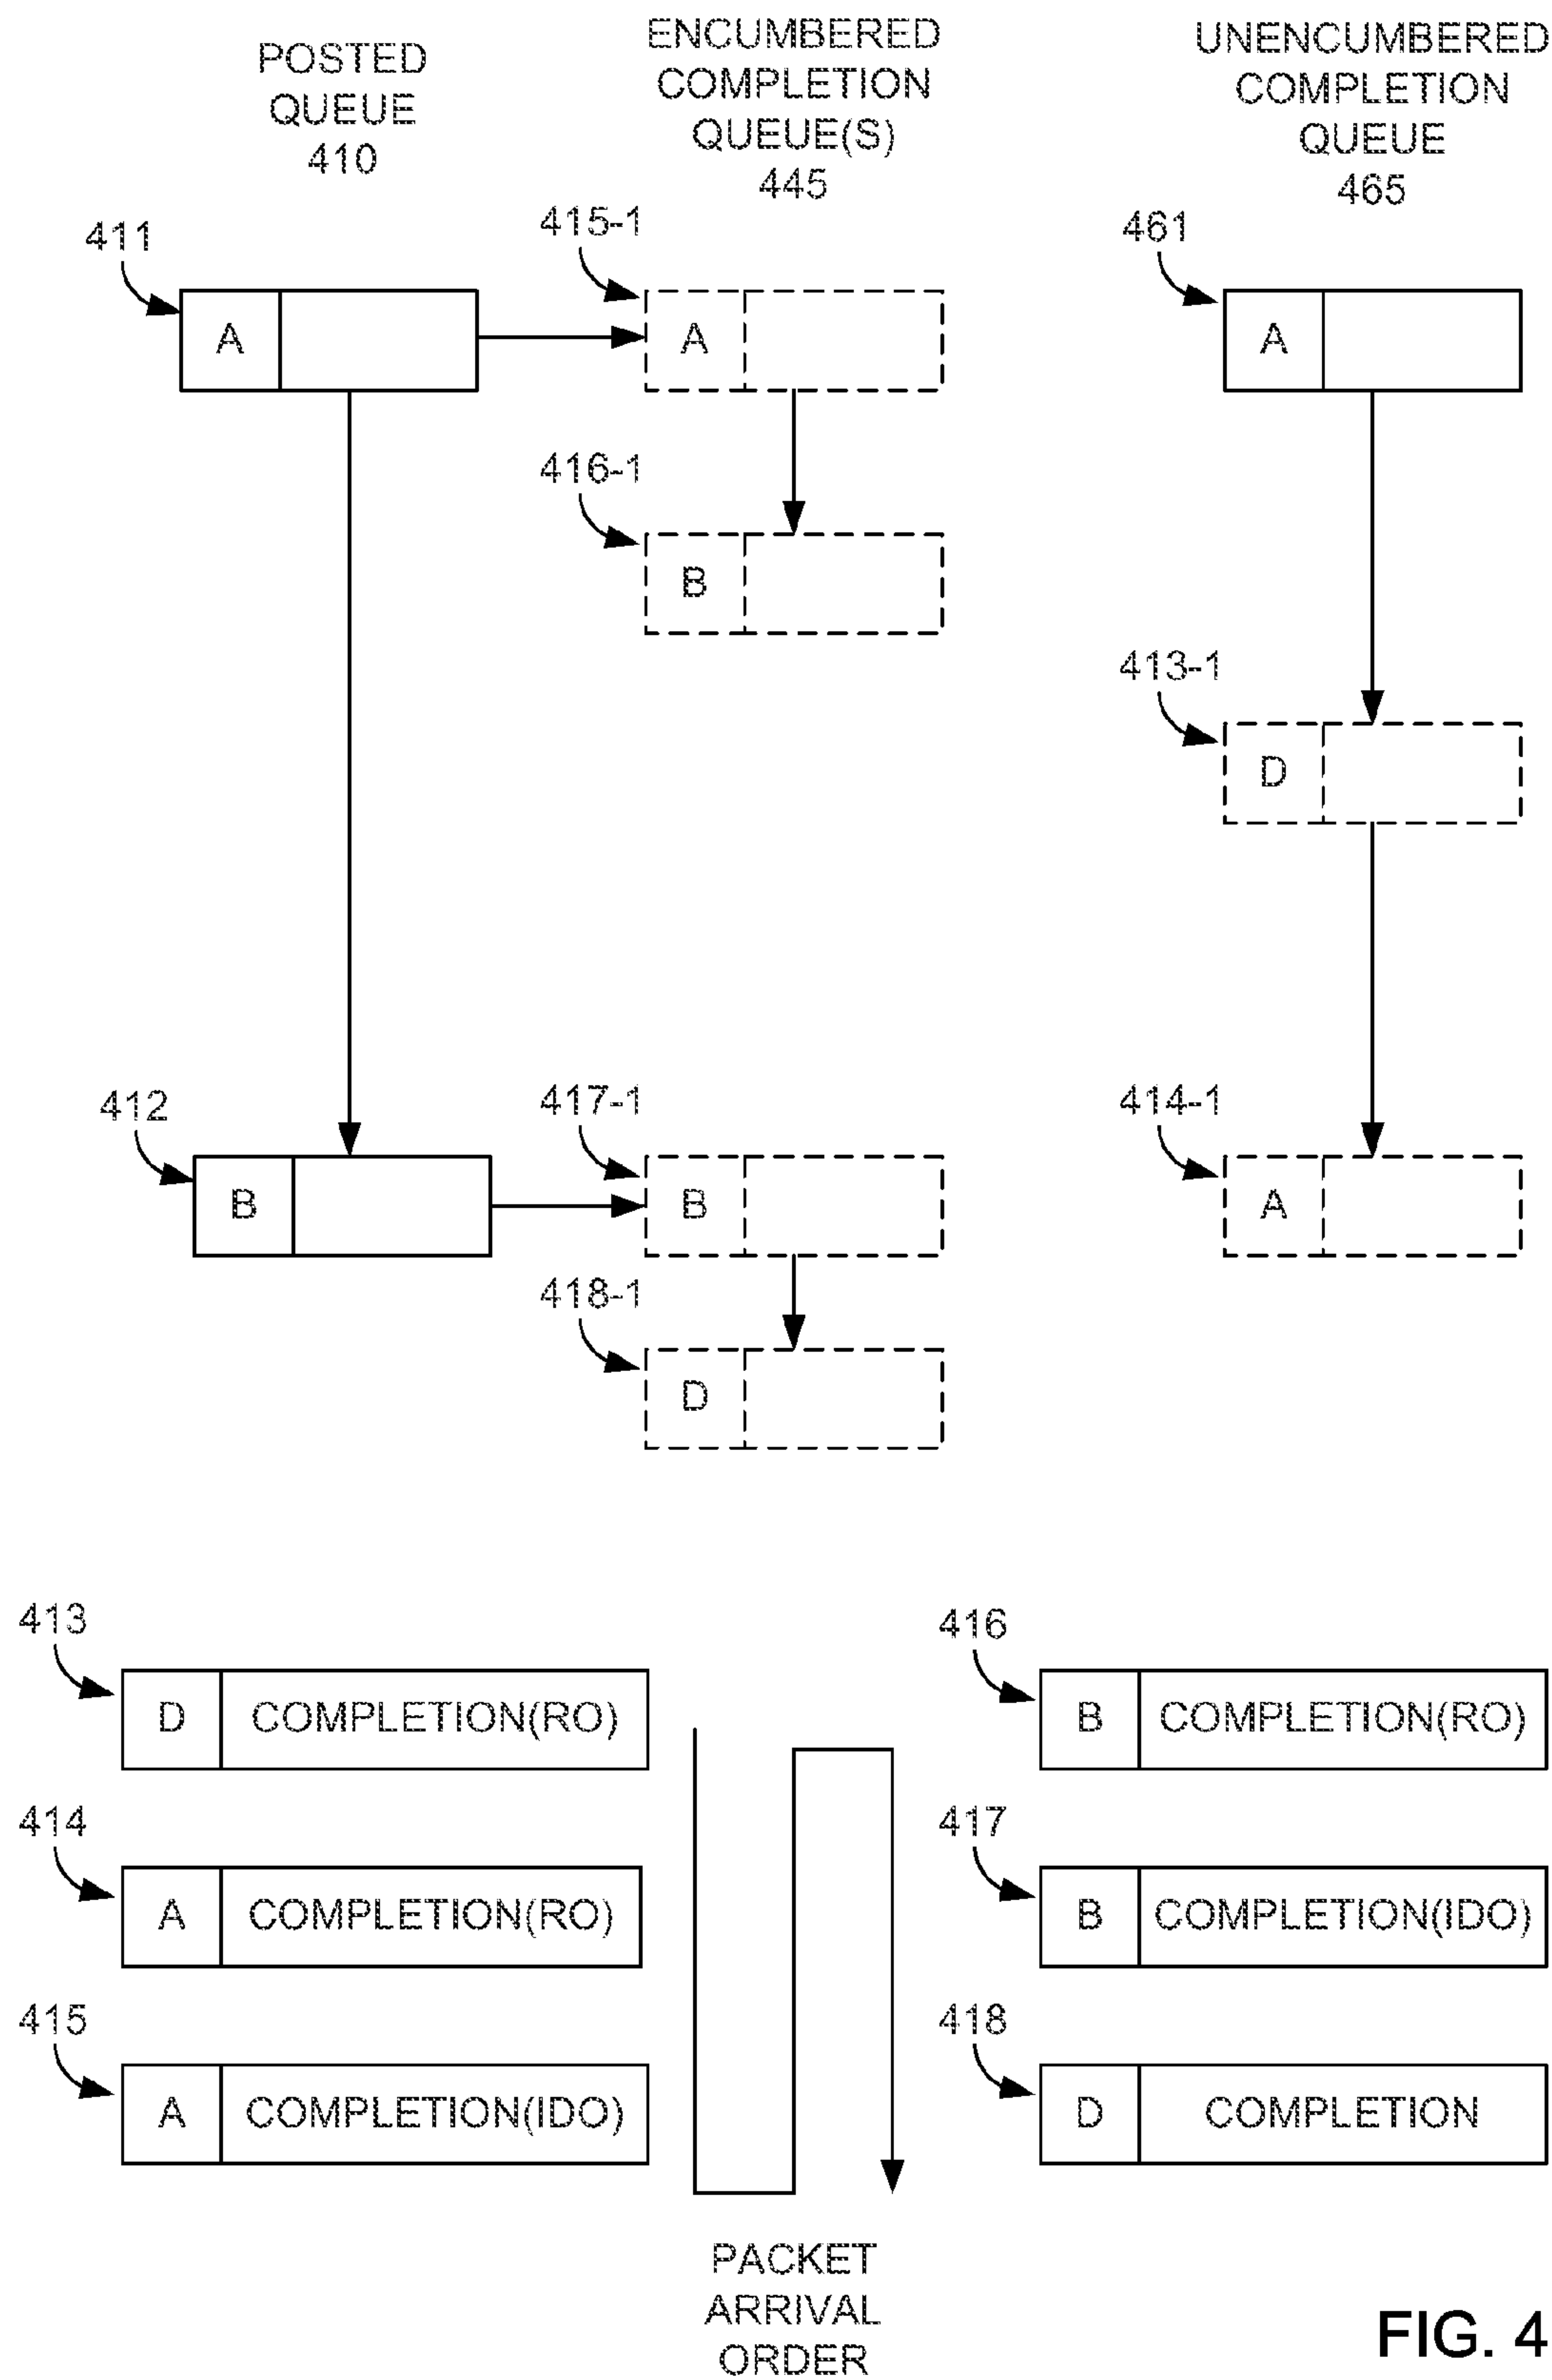 POSTED
QUEUE
410
ENCUMBERED
COMPLETION
QUEUE(S)
445
UNENCUMBERED
COMPLETION
QUEUE
465
411
A
415-1
A
461
A
416-1
B
413-1
D
412
B
417-1
B
414-1
A
418-1
D
413
D COMPLETION(RO)
414
A COMPLETION(RO)
415
A COMPLETION(IDO)
416
B COMPLETION(RO)
417
B COMPLETION(IDO)
418
D COMPLETION
PACKET
ARRIVAL
ORDER
FIG. 4